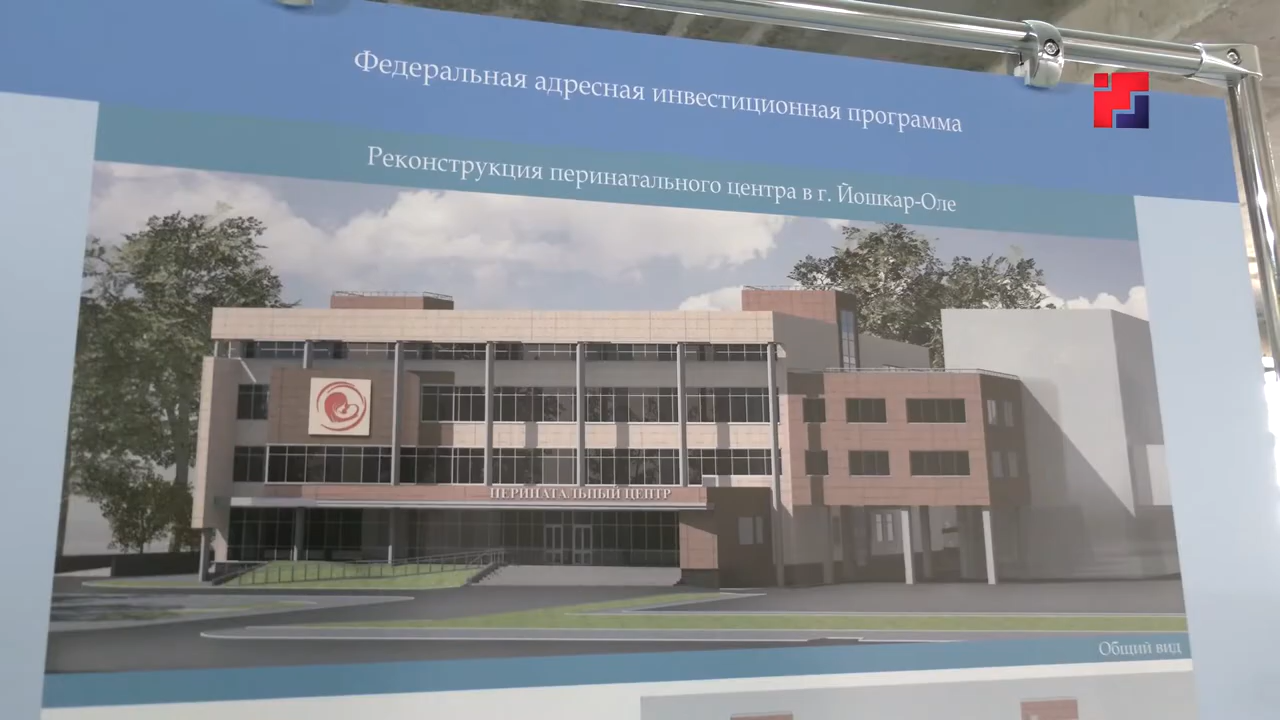 Федеральная адресная инвестиционная программа
Реконструкция перинатального центра в г. Йошкар-Оле
ПЕРИНАТАЛЬНЫЙ ЦЕНТР
Общий вид